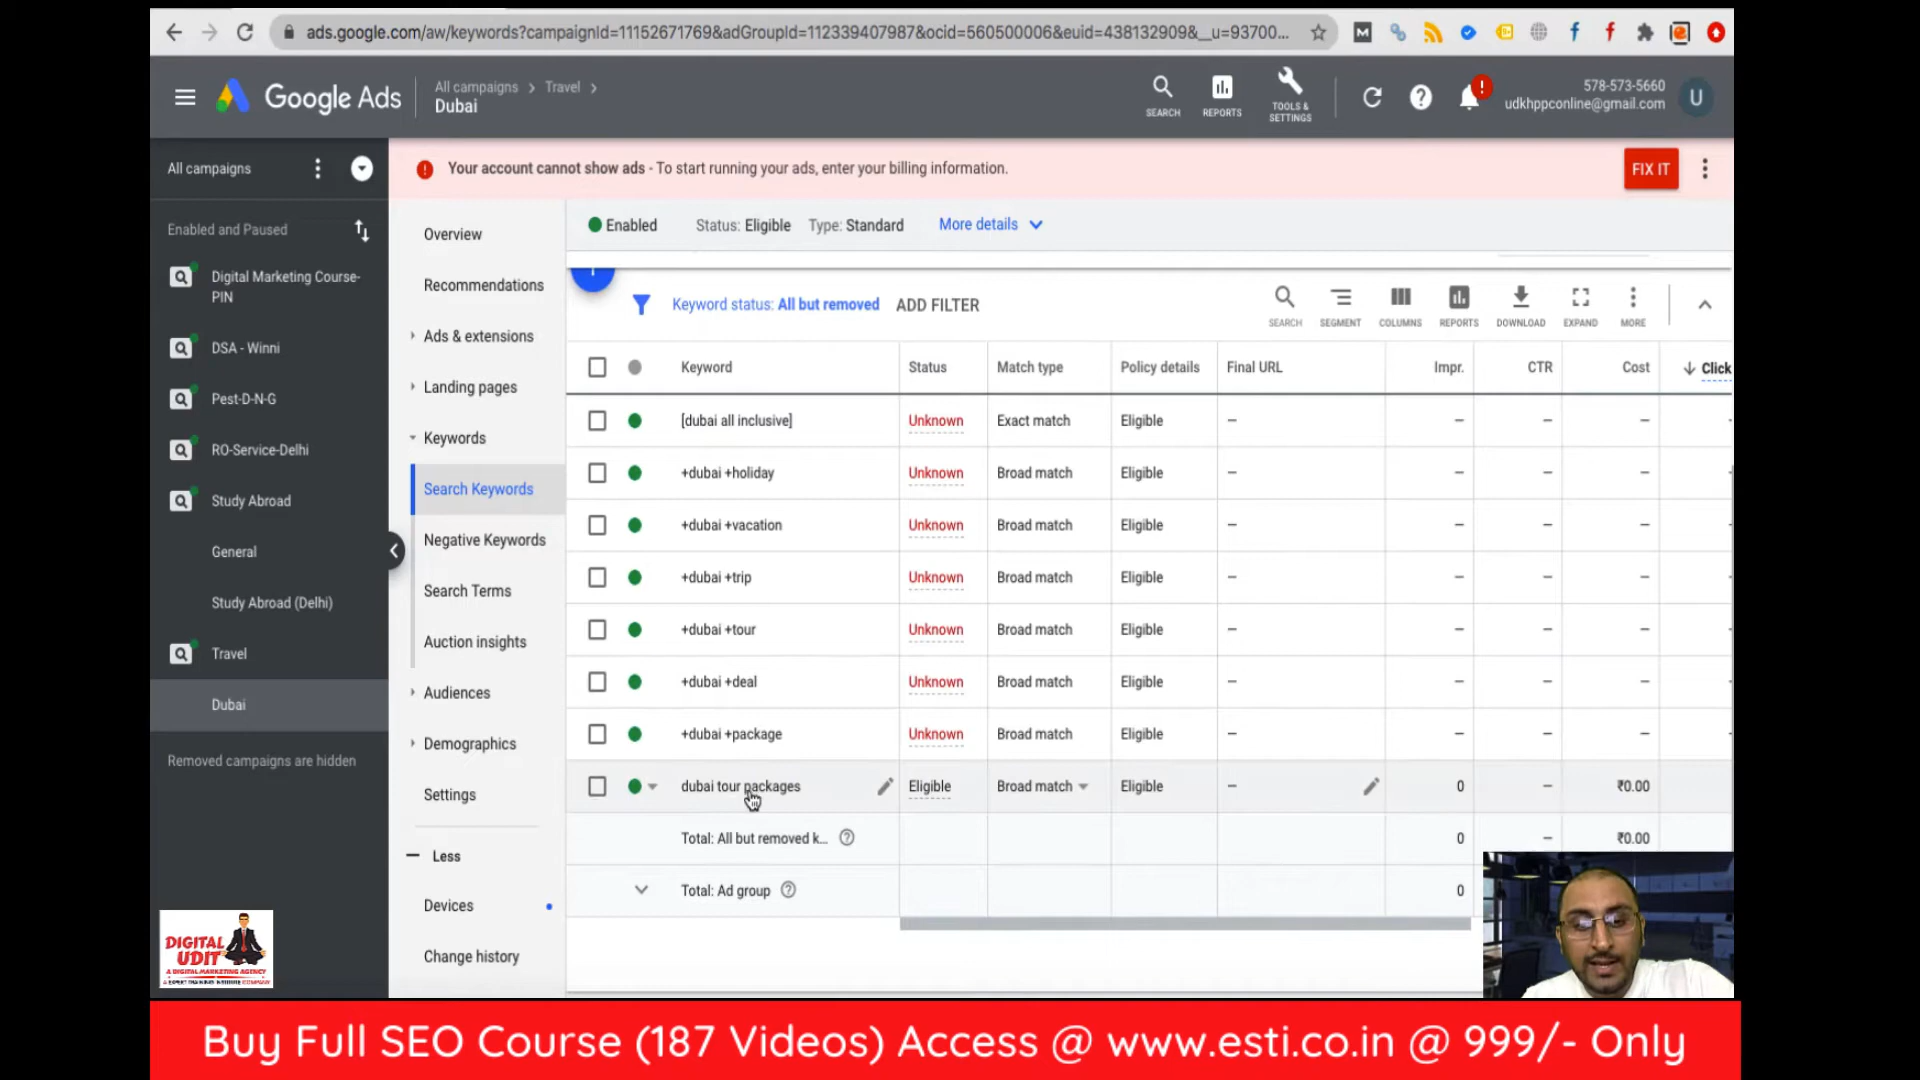 ads.google.com/aw/keywords?campaignId=11152671769&adGroupId=112339407987&ocid=560500006&euid=438132909&__u=93700...
Google Ads
All campaigns > Travel >
Dubai
SEARCH
REPORTS
TOOLS &
SETTINGS
578-573-5660
udkhppconline@gmail.com
U
All campaigns
Your account cannot show ads - To start running your ads, enter your billing information.
FIX IT
Enabled and Paused
Digital Marketing Course-
PIN
DSA - Winni
Pest-D-N-G
RO-Service-Delhi
Study Abroad
General
Study Abroad (Delhi)
Travel
Dubai
Removed campaigns are hidden
Overview
Recommendations
Ads & extensions
Landing pages
Keywords
Search Keywords
Negative Keywords
Search Terms
Auction insights
Audiences
Demographics
Settings
Less
Devices
Change history
Enabled Status: Eligible Type: Standard More details
Keyword status: All but removed ADD FILTER
SEARCH SEGMENT COLUMNS REPORTS DOWNLOAD EXPAND MORE
Keyword Status Match type Policy details Final URL Impr. CTR Cost Click
[dubai all inclusive] Unknown Exact match Eligible – – – –
+dubai +holiday Unknown Broad match Eligible – – – –
+dubai +vacation Unknown Broad match Eligible – – – –
+dubai +trip Unknown Broad match Eligible – – – –
+dubai +tour Unknown Broad match Eligible – – – –
+dubai +deal Unknown Broad match Eligible – – – –
+dubai +package Unknown Broad match Eligible – – – –
dubai tour packages Eligible Broad match Eligible – 0 – ₹0.00
Total: All but removed k... 0 – ₹0.00
Total: Ad group 0
DIGITAL
UDIT
A DIGITAL MARKETING AGENCY
Buy Full SEO Course (187 Videos) Access @ www.esti.co.in @ 999/- Only